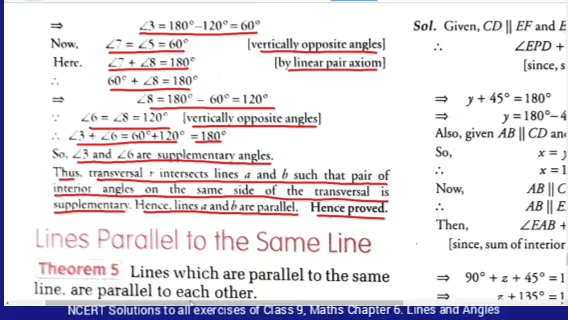 ⇒ ∠3 = 180° – 120° = 60°
Now, ∠7 = ∠5 = 60° [vertically opposite angles]
Here, ∠7 + ∠8 = 180° [by linear pair axiom]
∴ 60° + ∠8 = 180°
⇒ ∠8 = 180° – 60° = 120°
∵ ∠6 = ∠8 = 120° [vertically opposite angles]
∴ ∠3 + ∠6 = 60° + 120° = 180°
So, ∠3 and ∠6 are supplementary angles.
Thus, transversal r intersects lines a and b such that pair of
interior angles on the same side of the transversal is
supplementary. Hence, lines a and b are parallel. Hence proved.
Lines Parallel to the Same Line
Theorem 5 Lines which are parallel to the same
line, are parallel to each other.
Sol. Given, CD || EF and E
∴ ∠EPD +
[since, s
⇒ y + 45° = 180°
⇒ y = 180° – 4
Also, given AB || CD an
So, x =
∴ x = 1
Now, AB || C
∴ AB || E
Then, ∠EAB +
[since, sum of interior
⇒ 90° + z + 45° = 1
⇒ z + 135° = 1
NCERT Solutions to all exercises of Class 9, Maths Chapter 6. Lines and Angles